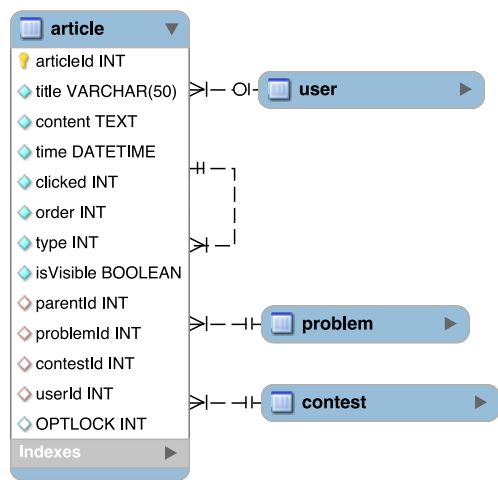 article
articleId INT
title VARCHAR(50)
content TEXT
time DATETIME
clicked INT
order INT
type INT
isVisible BOOLEAN
parentId INT
problemId INT
contestId INT
userId INT
OPTLOCK INT
Indexes
user
problem
contest